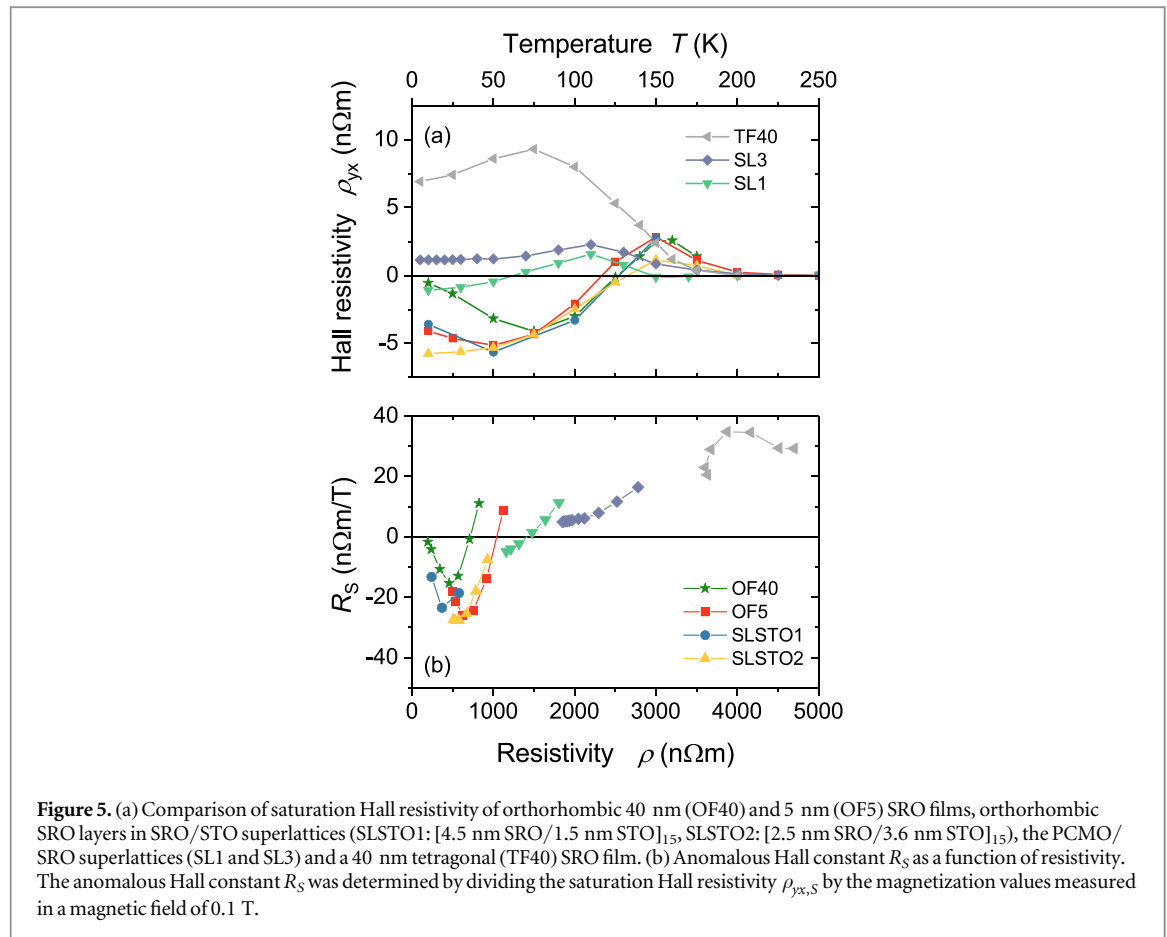 Temperature T (K)
0 50 100 150 200 250
(a)
TF40
SL3
SL1
Hall resistivity ρyx (nΩm)
10
5
0
-5
(b)
OF40
OF5
SLSTO1
SLSTO2
RS (nΩm/T)
40
20
0
-20
-40
0 1000 2000 3000 4000 5000
Resistivity ρ (nΩm)
Figure 5. (a) Comparison of saturation Hall resistivity of orthorhombic 40 nm (OF40) and 5 nm (OF5) SRO films, orthorhombic
SRO layers in SRO/STO superlattices (SLSTO1: [4.5 nm SRO/1.5 nm STO]15, SLSTO2: [2.5 nm SRO/3.6 nm STO]15), the PCMO/
SRO superlattices (SL1 and SL3) and a 40 nm tetragonal (TF40) SRO film. (b) Anomalous Hall constant RS as a function of resistivity.
The anomalous Hall constant RS was determined by dividing the saturation Hall resistivity ρyx,S by the magnetization values measured
in a magnetic field of 0.1 T.